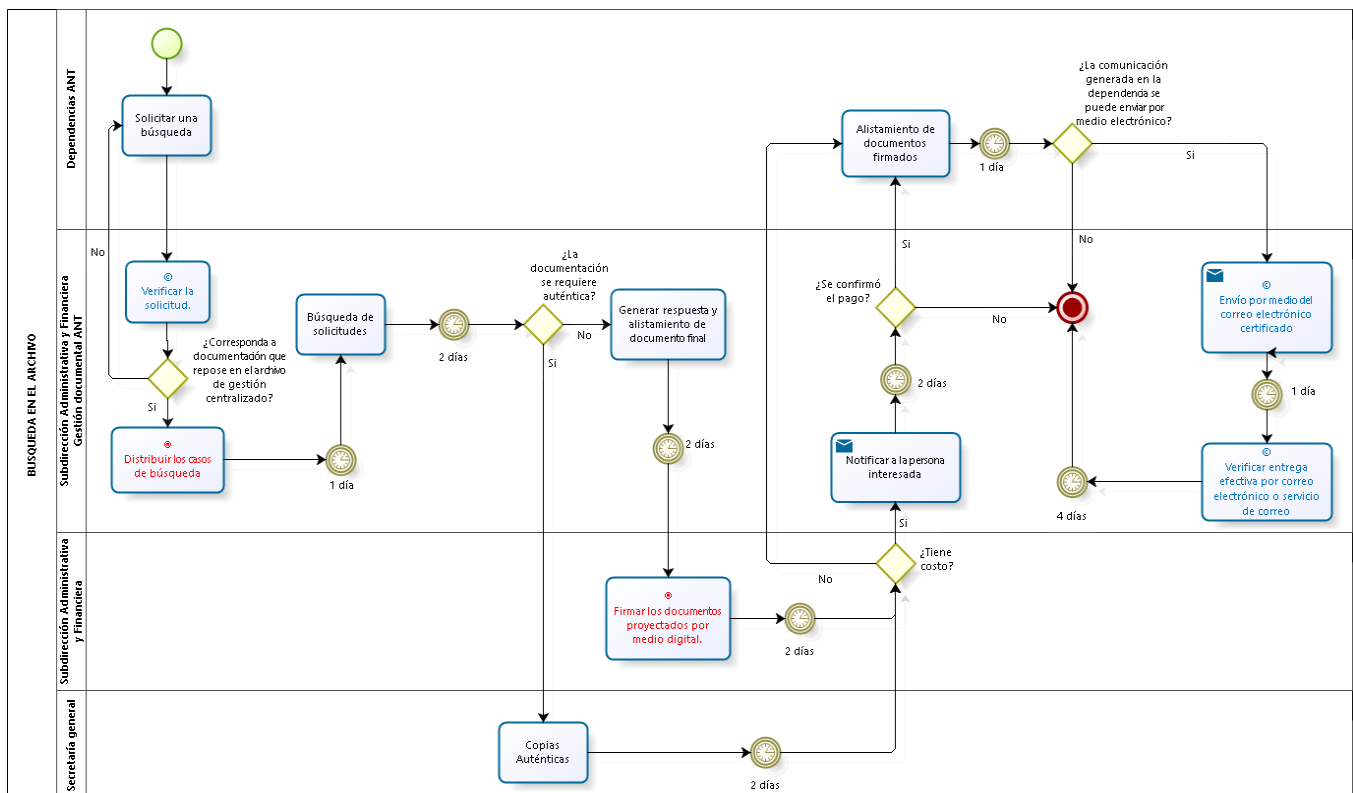 BUSQUEDA EN EL ARCHIVO
Dependencias ANT
Solicitar una
búsqueda
Alistamiento de
documentos
firmados
1 día
¿La comunicación
generada en la
dependencia se
puede enviar por
medio electrónico?
Si
No
Subdirección Administrativa y Financiera
Gestión documental ANT
No
©
Verificar la
solicitud.
¿Corresponda a
documentación que
repose en el archivo
de gestión
centralizado?
Si
Distribuir los casos
de búsqueda
1 día
Búsqueda de
solicitudes
2 días
¿La
documentación
se requiere
auténtica?
No
Si
Generar respuesta y
alistamiento de
documento final
2 días
Si
¿Se confirmó
el pago?
No
2 días
Notificar a la persona
interesada
Si
©
Envío por medio del
correo electrónico
certificado
1 día
©
Verificar entrega
efectiva por correo
electrónico o servicio
de correo
4 días
Subdirección Administrativa
y Financiera
Firmar los documentos
proyectados por
medio digital.
2 días
¿Tiene
costo?
No
Secretaría general
Copias
Auténticas
2 días